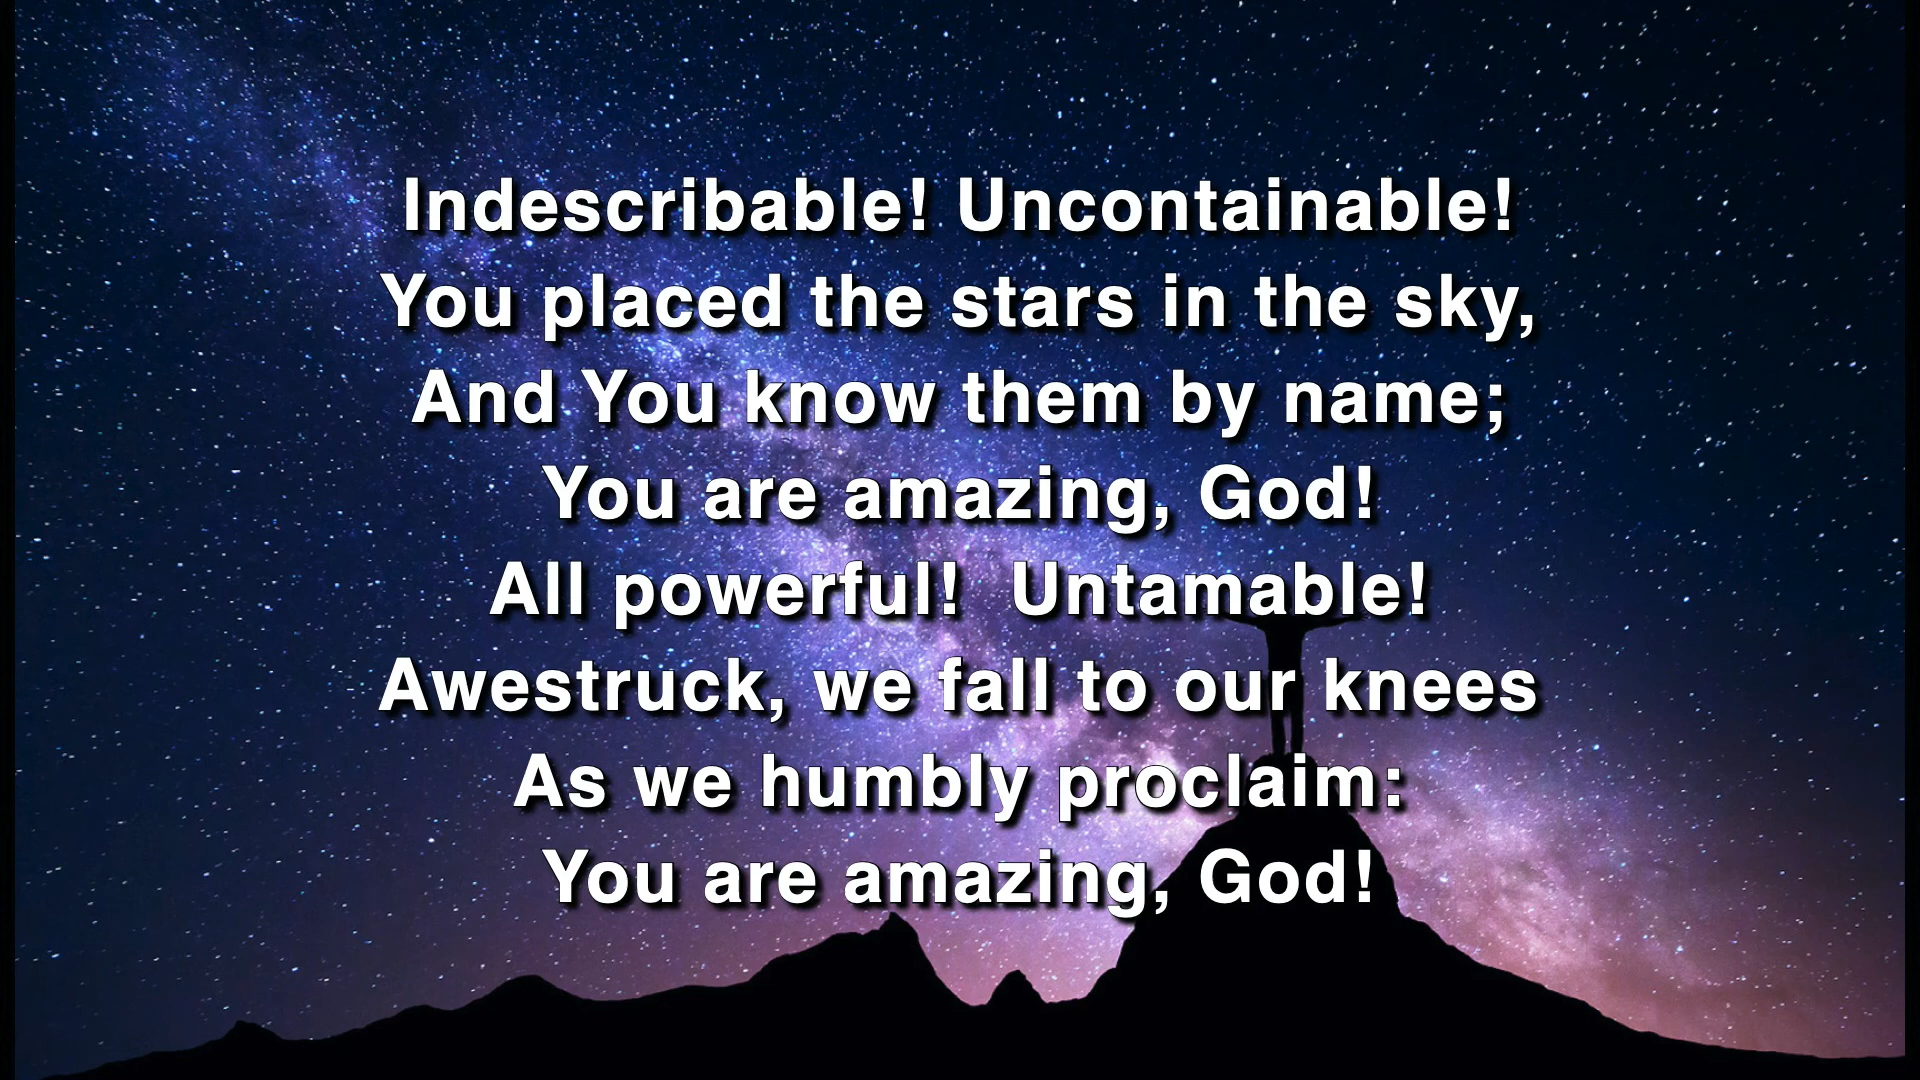 Indescribable! Uncontainable!
You placed the stars in the sky,
And You know them by name;
You are amazing, God!
All powerful!  Untamable!
Awestruck, we fall to our knees
As we humbly proclaim:
You are amazing, God!